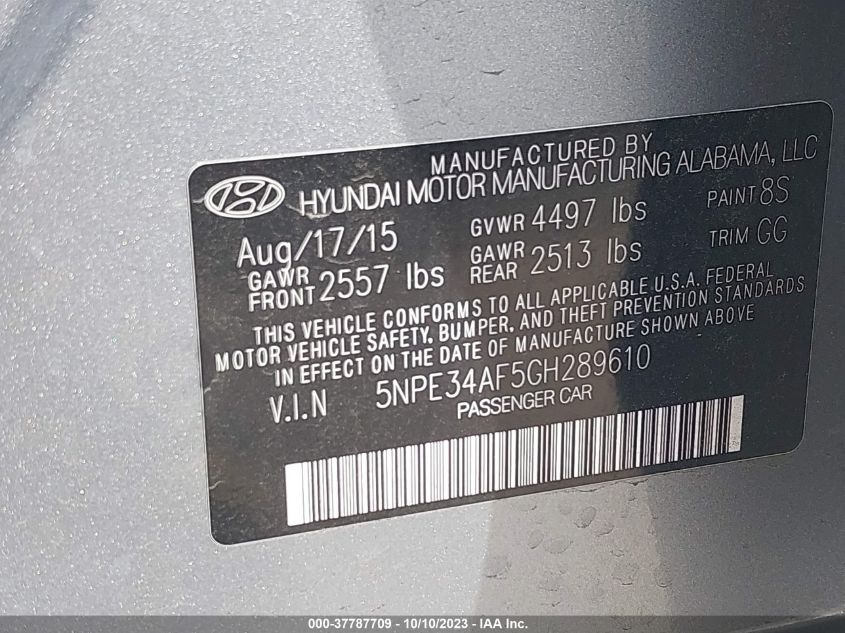 MANUFACTURED BY
HYUNDAI MOTOR MANUFACTURING ALABAMA, LLC
Aug/17/15 GVWR 4497 lbs PAINT 8S
GAWR FRONT 2557 lbs GAWR REAR 2513 lbs TRIM GG
THIS VEHICLE CONFORMS TO ALL APPLICABLE U.S.A. FEDERAL
MOTOR VEHICLE SAFETY, BUMPER, AND THEFT PREVENTION STANDARDS
IN EFFECT ON THE DATE OF MANUFACTURE SHOWN ABOVE
V.I.N 5NPE34AF5GH289610
PASSENGER CAR
000-37787709 - 10/10/2023 - IAA Inc.